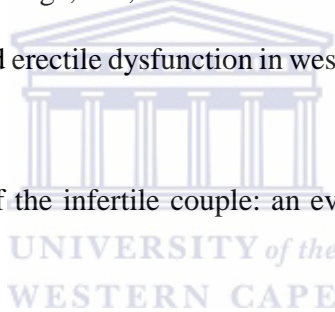 d erectile dysfunction in wes
f the infertile couple: an ev
UNIVERSITY of the
WESTERN CAPE